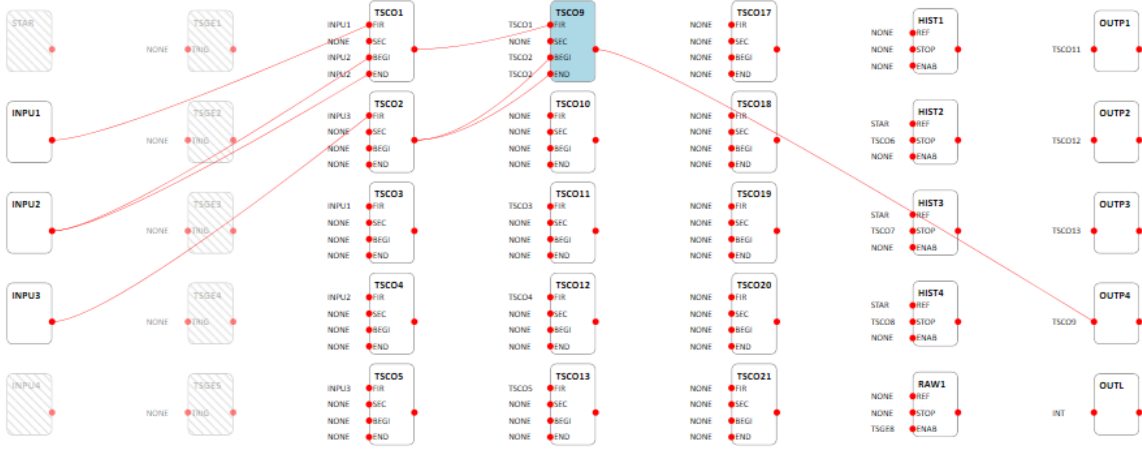 STAR
TSGE1
NONE TRIG
TSCO1
INPU1 FIR
NONE SEC
INPU2 BEGI
INPU2 END
TSCO9
TSCO1 FIR
NONE SEC
TSCO2 BEGI
TSCO2 END
TSCO17
NONE FIR
NONE SEC
NONE BEGI
NONE END
HIST1
NONE REF
NONE STOP
NONE ENAB
OUTP1
TSCO11
INPU1
TSGE2
NONE TRIG
TSCO2
INPU3 FIR
NONE SEC
NONE BEGI
NONE END
TSCO10
NONE FIR
NONE SEC
NONE BEGI
NONE END
TSCO18
NONE FIR
NONE SEC
NONE BEGI
NONE END
HIST2
STAR REF
TSCO6 STOP
NONE ENAB
OUTP2
TSCO12
INPU2
TSGE3
NONE TRIG
TSCO3
INPU1 FIR
NONE SEC
NONE BEGI
NONE END
TSCO11
TSCO3 FIR
NONE SEC
NONE BEGI
NONE END
TSCO19
NONE FIR
NONE SEC
NONE BEGI
NONE END
HIST3
STAR REF
TSCO7 STOP
NONE ENAB
OUTP3
TSCO13
INPU3
TSGE4
NONE TRIG
TSCO4
INPU2 FIR
NONE SEC
NONE BEGI
NONE END
TSCO12
TSCO4 FIR
NONE SEC
NONE BEGI
NONE END
TSCO20
NONE FIR
NONE SEC
NONE BEGI
NONE END
HIST4
STAR REF
TSCO8 STOP
NONE ENAB
OUTP4
TSCO9
INPU4
TSGE5
NONE TRIG
TSCO5
INPU3 FIR
NONE SEC
NONE BEGI
NONE END
TSCO13
TSCO5 FIR
NONE SEC
NONE BEGI
NONE END
TSCO21
NONE FIR
NONE SEC
NONE BEGI
NONE END
RAW1
NONE REF
NONE STOP
TSGE8 ENAB
OUTL
INT